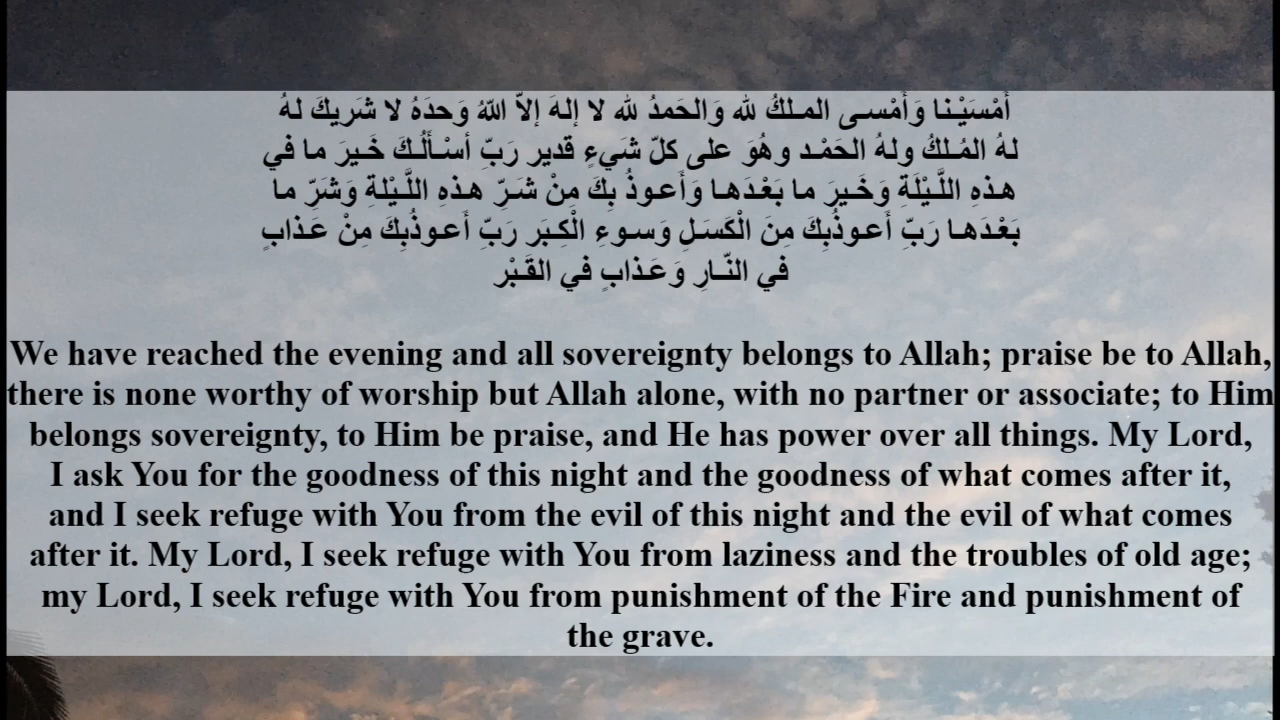 أَمْسَيْـنا وَأَمْسـى المـلكُ لله وَالحَمدُ لله لا إلهَ إلاّ اللّهُ وَحدَهُ لا شَريكَ لهُ
لهُ المُـلكُ ولهُ الحَمْـد وهُوَ على كلّ شَيءٍ قدير رَبِّ أسْـأَلُـكَ خَـيرَ ما في
هـذهِ اللَّـيْلَةِ وَخَـيرَ ما بَعْـدَهـا وَأَعـوذُ بِكَ مِنْ شَـرِّ هـذهِ اللَّـيْلةِ وَشَرِّ ما
بَعْـدَهـا رَبِّ أَعـوذُبِكَ مِنَ الْكَسَـلِ وَسـوءِ الْكِـبَر رَبِّ أَعـوذُبِكَ مِنْ عَـذابٍ
في النّـارِ وَعَـذابٍ في القَـبْر
We have reached the evening and all sovereignty belongs to Allah; praise be to Allah,
there is none worthy of worship but Allah alone, with no partner or associate; to Him
belongs sovereignty, to Him be praise, and He has power over all things. My Lord,
I ask You for the goodness of this night and the goodness of what comes after it,
and I seek refuge with You from the evil of this night and the evil of what comes
after it. My Lord, I seek refuge with You from laziness and the troubles of old age;
my Lord, I seek refuge with You from punishment of the Fire and punishment of
the grave.